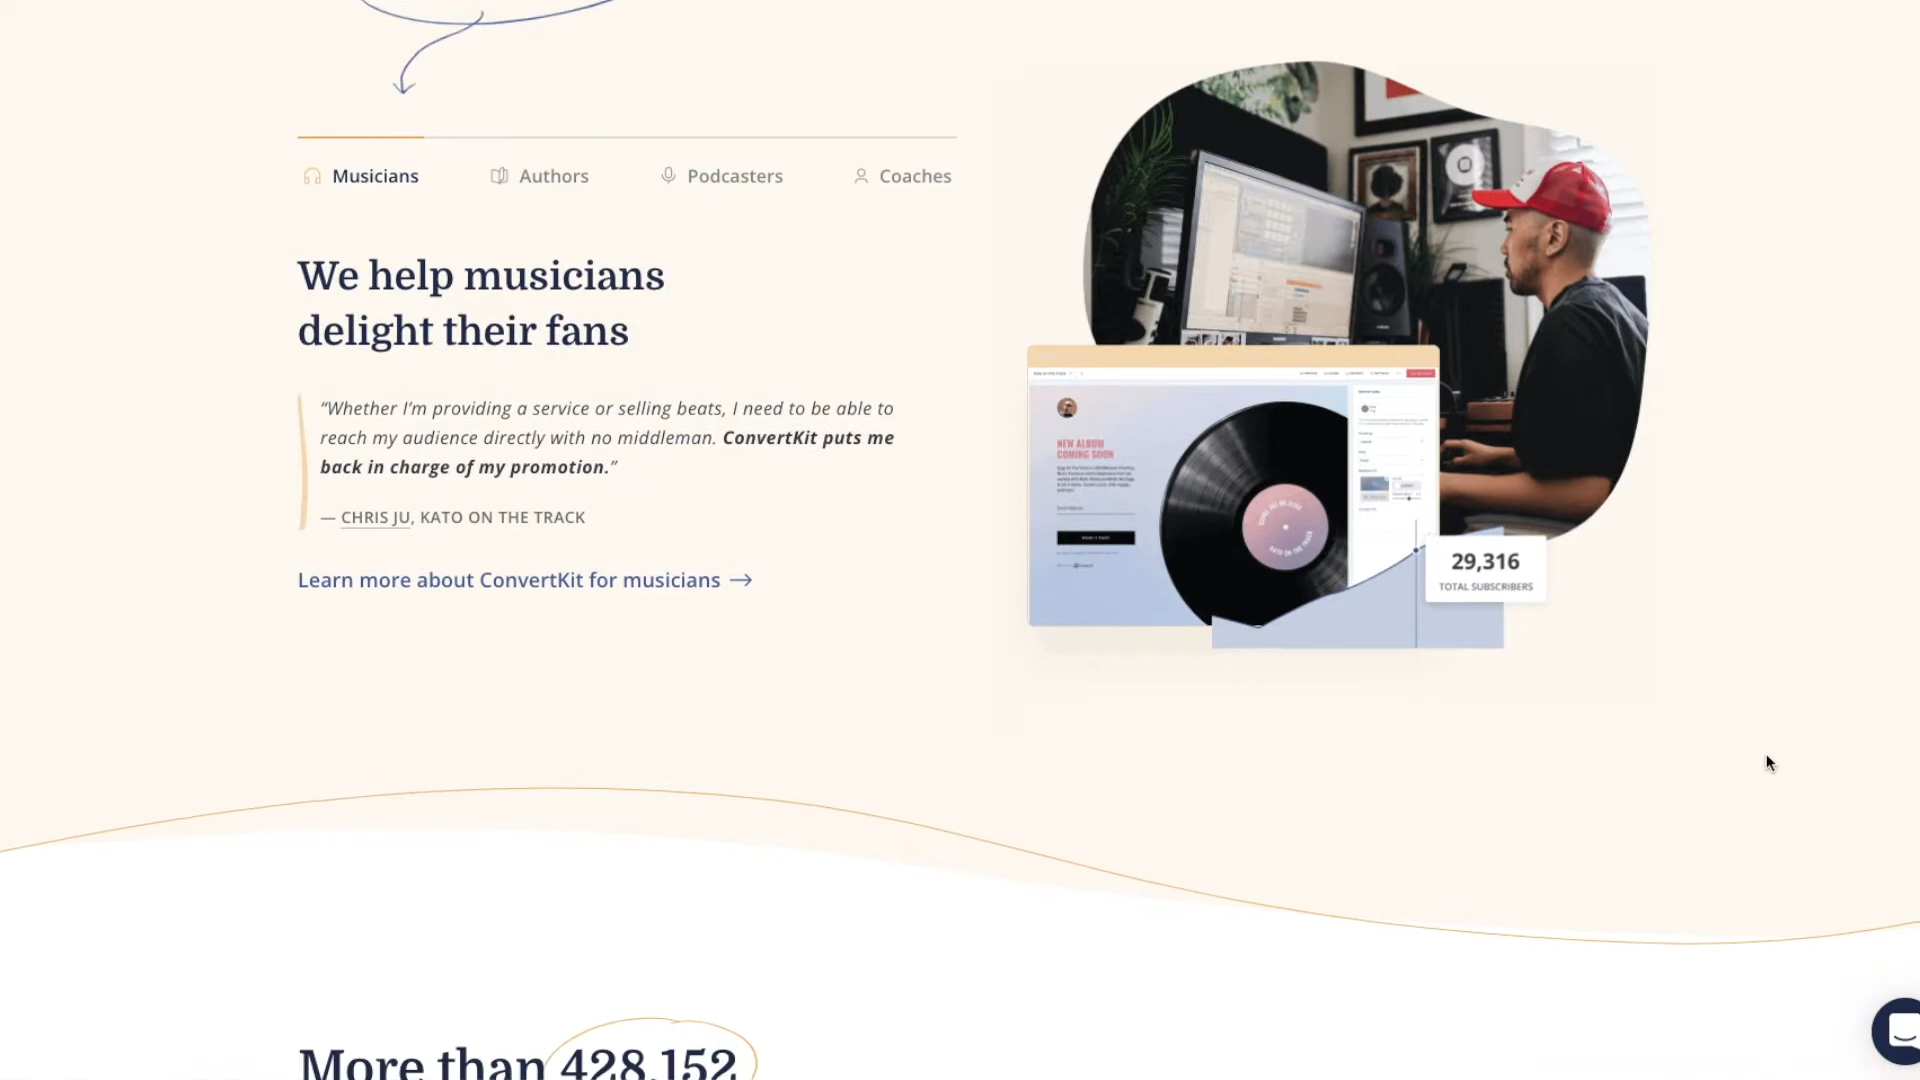 Musicians
Authors
Podcasters
Coaches
We help musicians
delight their fans
“Whether I’m providing a service or selling beats, I need to be able to
reach my audience directly with no middleman. ConvertKit puts me
back in charge of my promotion.”
— CHRIS JU, KATO ON THE TRACK
Learn more about ConvertKit for musicians →
NEW ALBUM
COMING SOON
29,316
TOTAL SUBSCRIBERS
More than 428,152